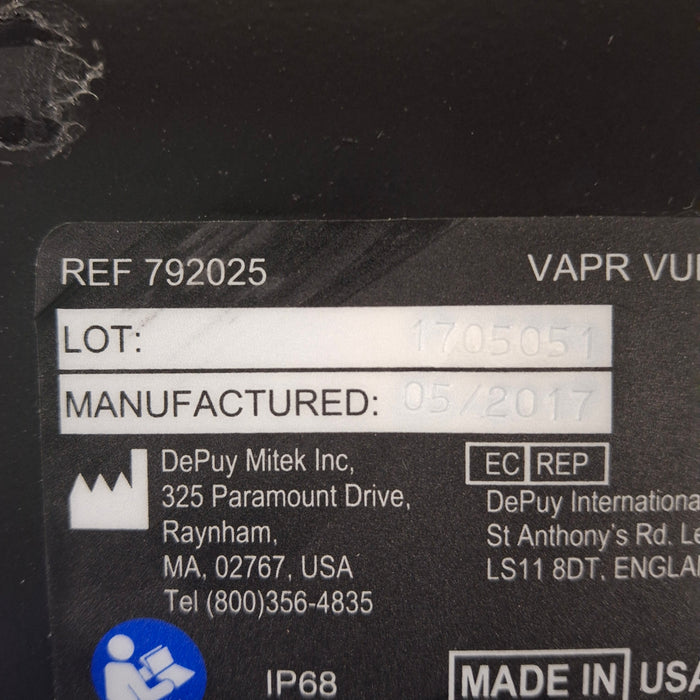 REF 792025
VAPR VU
LOT: 1705051
MANUFACTURED: 05/2017
DePuy Mitek Inc,
325 Paramount Drive,
Raynham,
MA, 02767, USA
Tel (800)356-4835
EC REP
DePuy Internationa
St Anthony's Rd. Le
LS11 8DT, ENGLA
IP68
MADE IN USA